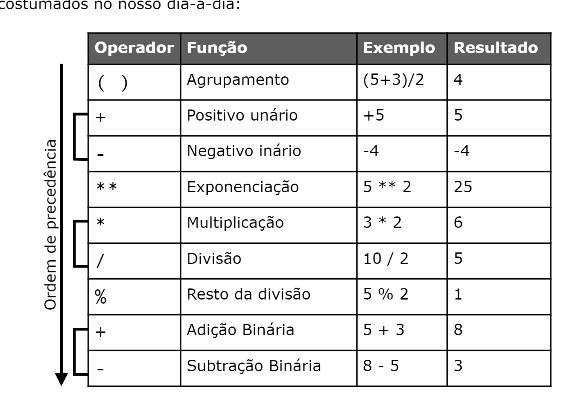 costumados no nosso dia-a-dia:
Operador Função Exemplo Resultado
( ) Agrupamento (5+3)/2 4
+ Positivo unário +5 5
- Negativo inário -4 -4
** Exponenciação 5 ** 2 25
* Multiplicação 3 * 2 6
/ Divisão 10 / 2 5
% Resto da divisão 5 % 2 1
+ Adição Binária 5 + 3 8
- Subtração Binária 8 - 5 3
Ordem de precedência